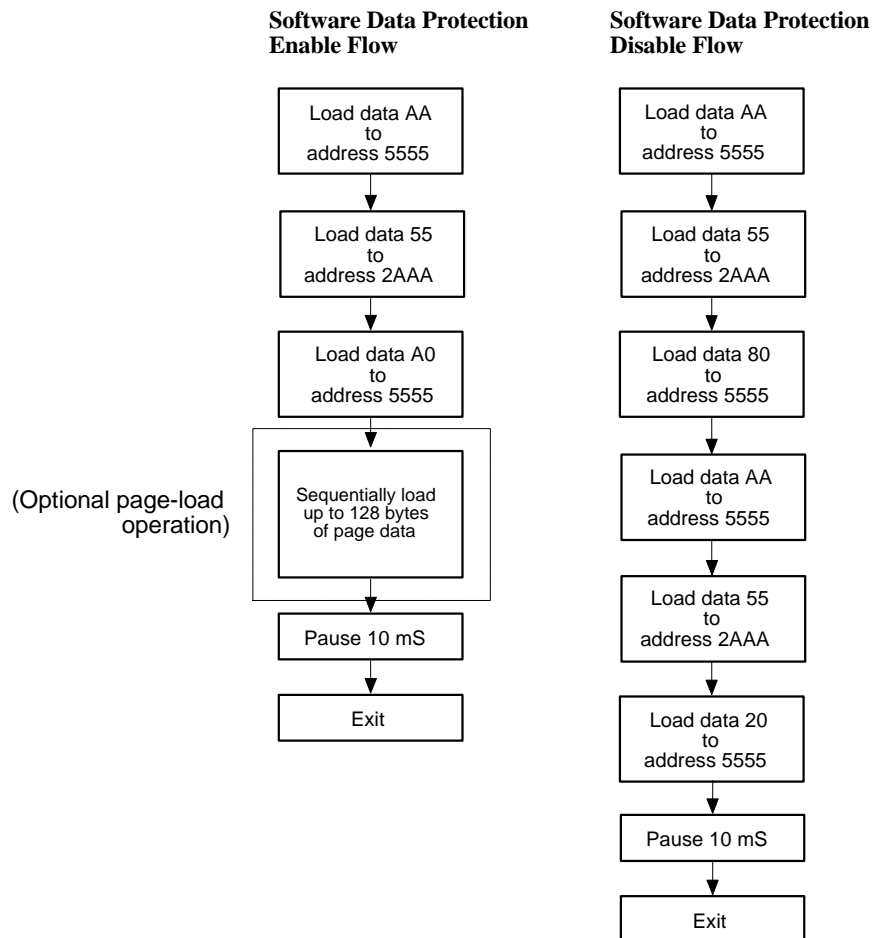 Software Data Protection
Enable Flow
Load data AA
to
address 5555
Load data 55
to
address 2AAA
Load data A0
to
address 5555
(Optional page-load
operation)
Sequentially load
up to 128 bytes
of page data
Pause 10 mS
Exit
Software Data Protection
Disable Flow
Load data AA
to
address 5555
Load data 55
to
address 2AAA
Load data 80
to
address 5555
Load data AA
to
address 5555
Load data 55
to
address 2AAA
Load data 20
to
address 5555
Pause 10 mS
Exit